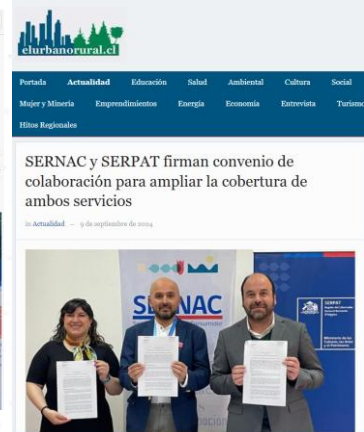 elurbanorural.cl
Portada Actualidad Educación Salud Ambiental Cultura Social
Mujer y Minería Emprendimientos Energía Economía Entrevista Turismo
Hitos Regionales
SERNAC y SERPAT firman convenio de
colaboración para ampliar la cobertura de
ambos servicios
in Actualidad – 9 de septiembre de 2024
SERNAC
SERPAT